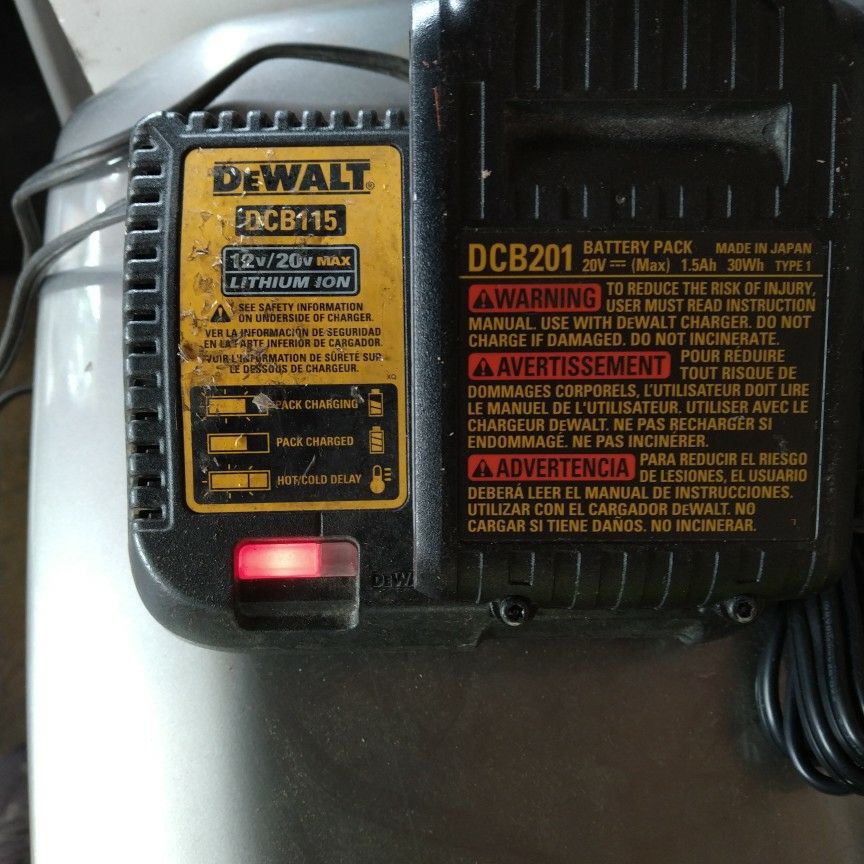 DEWALT®
DCB115
12V/20V MAX
LITHIUM ION
SEE SAFETY INFORMATION
ON UNDERSIDE OF CHARGER.
VER LA INFORMACIÓN DE SEGURIDAD
EN LA PARTE INFERIOR DE CARGADOR.
VOIR L'INFORMATION DE SÛRETÉ SUR
LE DESSOUS DE CHARGEUR.
XQ
PACK CHARGING
PACK CHARGED
HOT/COLD DELAY
DEWA
DCB201 BATTERY PACK MADE IN JAPAN
20V ⎓ (Max) 1.5Ah 30Wh TYPE 1
WARNING TO REDUCE THE RISK OF INJURY,
USER MUST READ INSTRUCTION
MANUAL. USE WITH DEWALT CHARGER. DO NOT
CHARGE IF DAMAGED. DO NOT INCINERATE.
AVERTISSEMENT POUR RÉDUIRE
TOUT RISQUE DE
DOMMAGES CORPORELS, L'UTILISATEUR DOIT LIRE
LE MANUEL DE L'UTILISATEUR. UTILISER AVEC LE
CHARGEUR DEWALT. NE PAS RECHARGER SI
ENDOMMAGÉ. NE PAS INCINÉRER.
ADVERTENCIA PARA REDUCIR EL RIESGO
DE LESIONES, EL USUARIO
DEBERÁ LEER EL MANUAL DE INSTRUCCIONES.
UTILIZAR CON EL CARGADOR DEWALT. NO
CARGAR SI TIENE DAÑOS. NO INCINERAR.